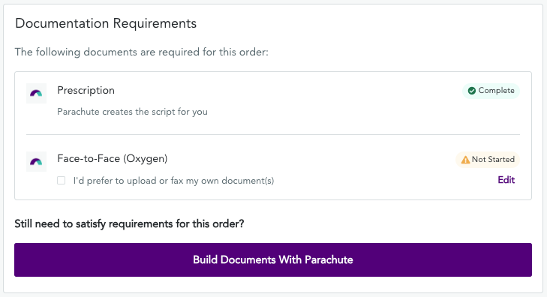 Documentation Requirements
The following documents are required for this order:
Prescription
Complete
Parachute creates the script for you
Face-to-Face (Oxygen)
Not Started
I'd prefer to upload or fax my own document(s)
Edit
Still need to satisfy requirements for this order?
Build Documents With Parachute